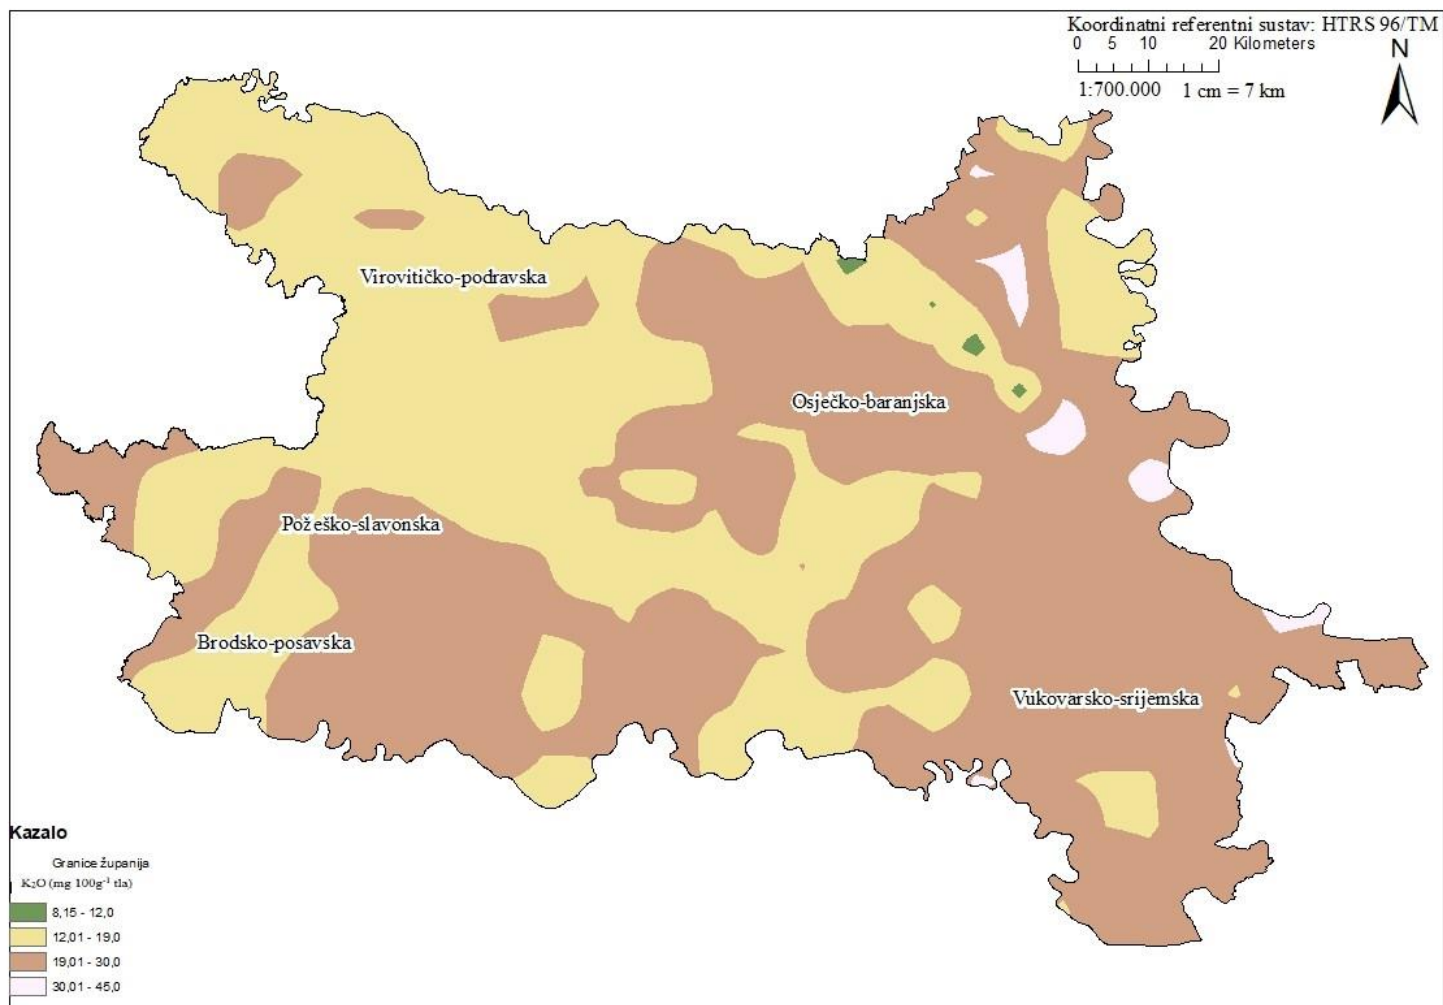 Koordinatni referentni sustav: HTRS 96/TM
0 5 10 20 Kilometers
N
1:700.000 1 cm = 7 km
Virovitičko-podravska
Osječko-baranjska
Požeško-slavonska
Brodsko-posavska
Vukovarsko-srijemska
Kazalo
Granice županija
K₂O (mg 100g⁻¹ tla)
8,15 - 12,0
12,01 - 19,0
19,01 - 30,0
30,01 - 45,0